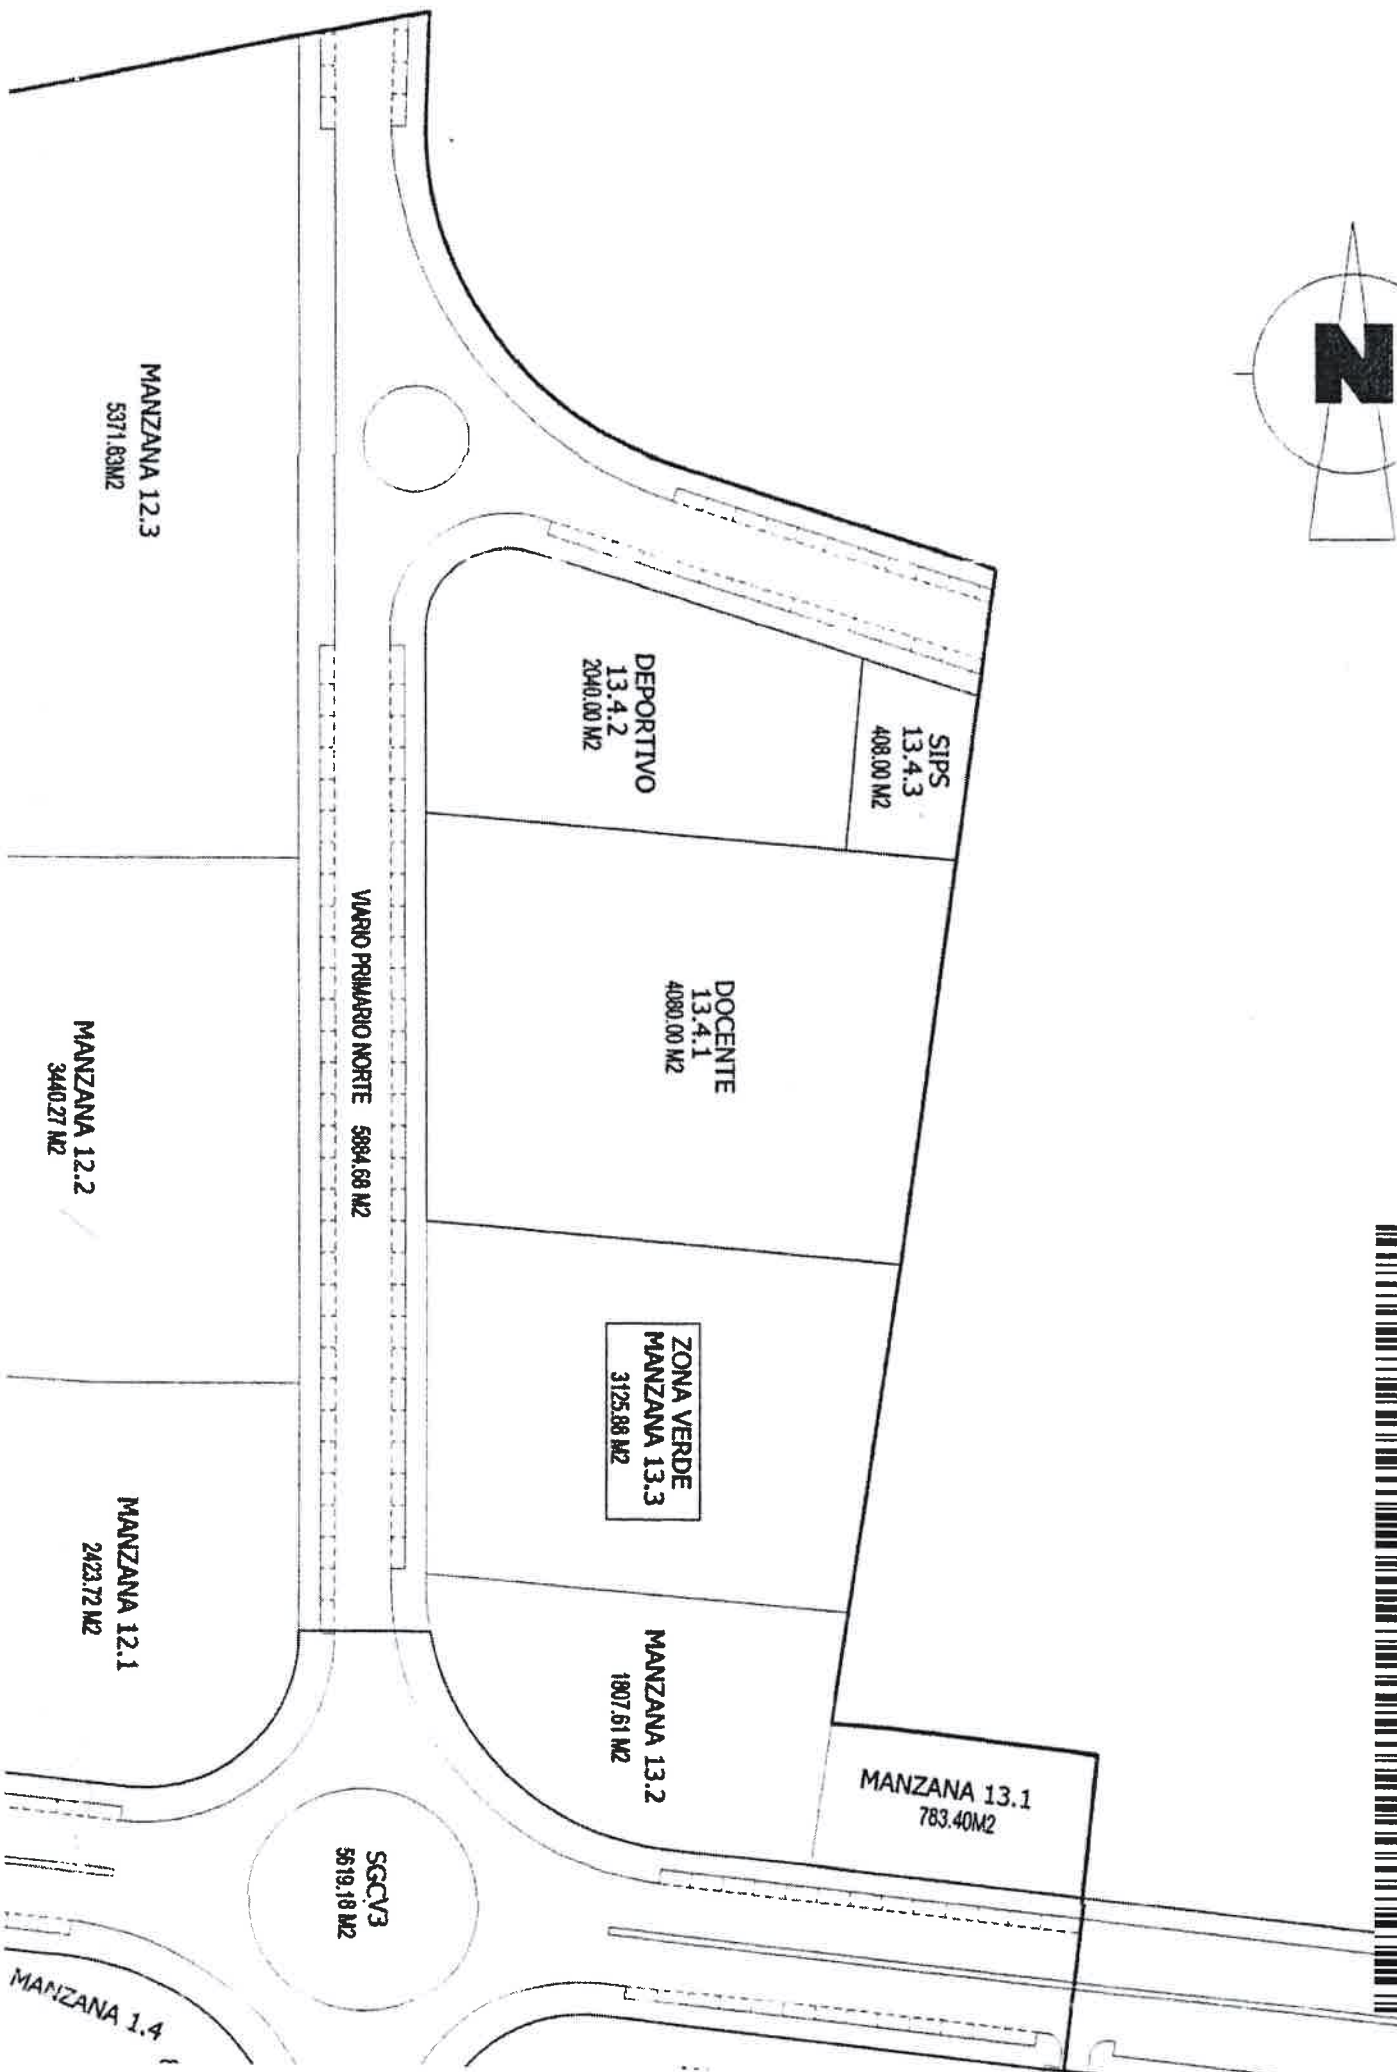 N
SIPS
13.4.3
408.00 M2
DEPORTIVO
13.4.2
2040.00 M2
DOCENTE
13.4.1
4080.00 M2
ZONA VERDE
MANZANA 13.3
3125.88 M2
MANZANA 13.2
1807.61 M2
MANZANA 13.1
783.40M2
VIARIO PRIMARIO NORTE 5884.68 M2
MANZANA 12.3
5371.83M2
MANZANA 12.2
3440.27 M2
MANZANA 12.1
2423.72 M2
SGCV3
5619.18 M2
MANZANA 1.4